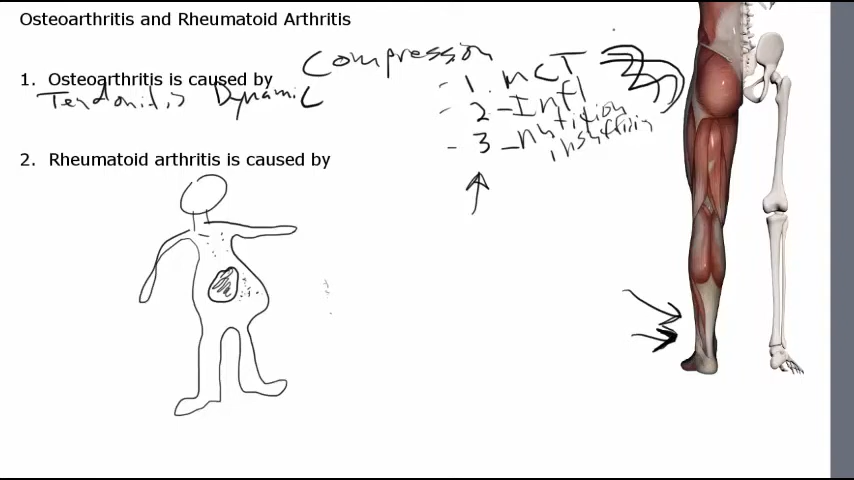 Osteoarthritis and Rheumatoid Arthritis
Compression
1. Osteoarthritis is caused by
- 1. MCT
Tendonitis Dynamic
- 2 - Infl
- 3 - nutrition
2. Rheumatoid arthritis is caused by